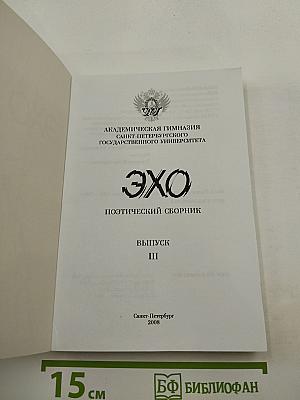 АКАДЕМИЧЕСКАЯ ГИМНАЗИЯ
САНКТ-ПЕТЕРБУРГСКОГО
ГОСУДАРСТВЕННОГО УНИВЕРСИТЕТА
ЭХО
ПОЭТИЧЕСКИЙ СБОРНИК
ВЫПУСК
III
Санкт-Петербург
2008
15 см
БФ БИБЛИОФАН